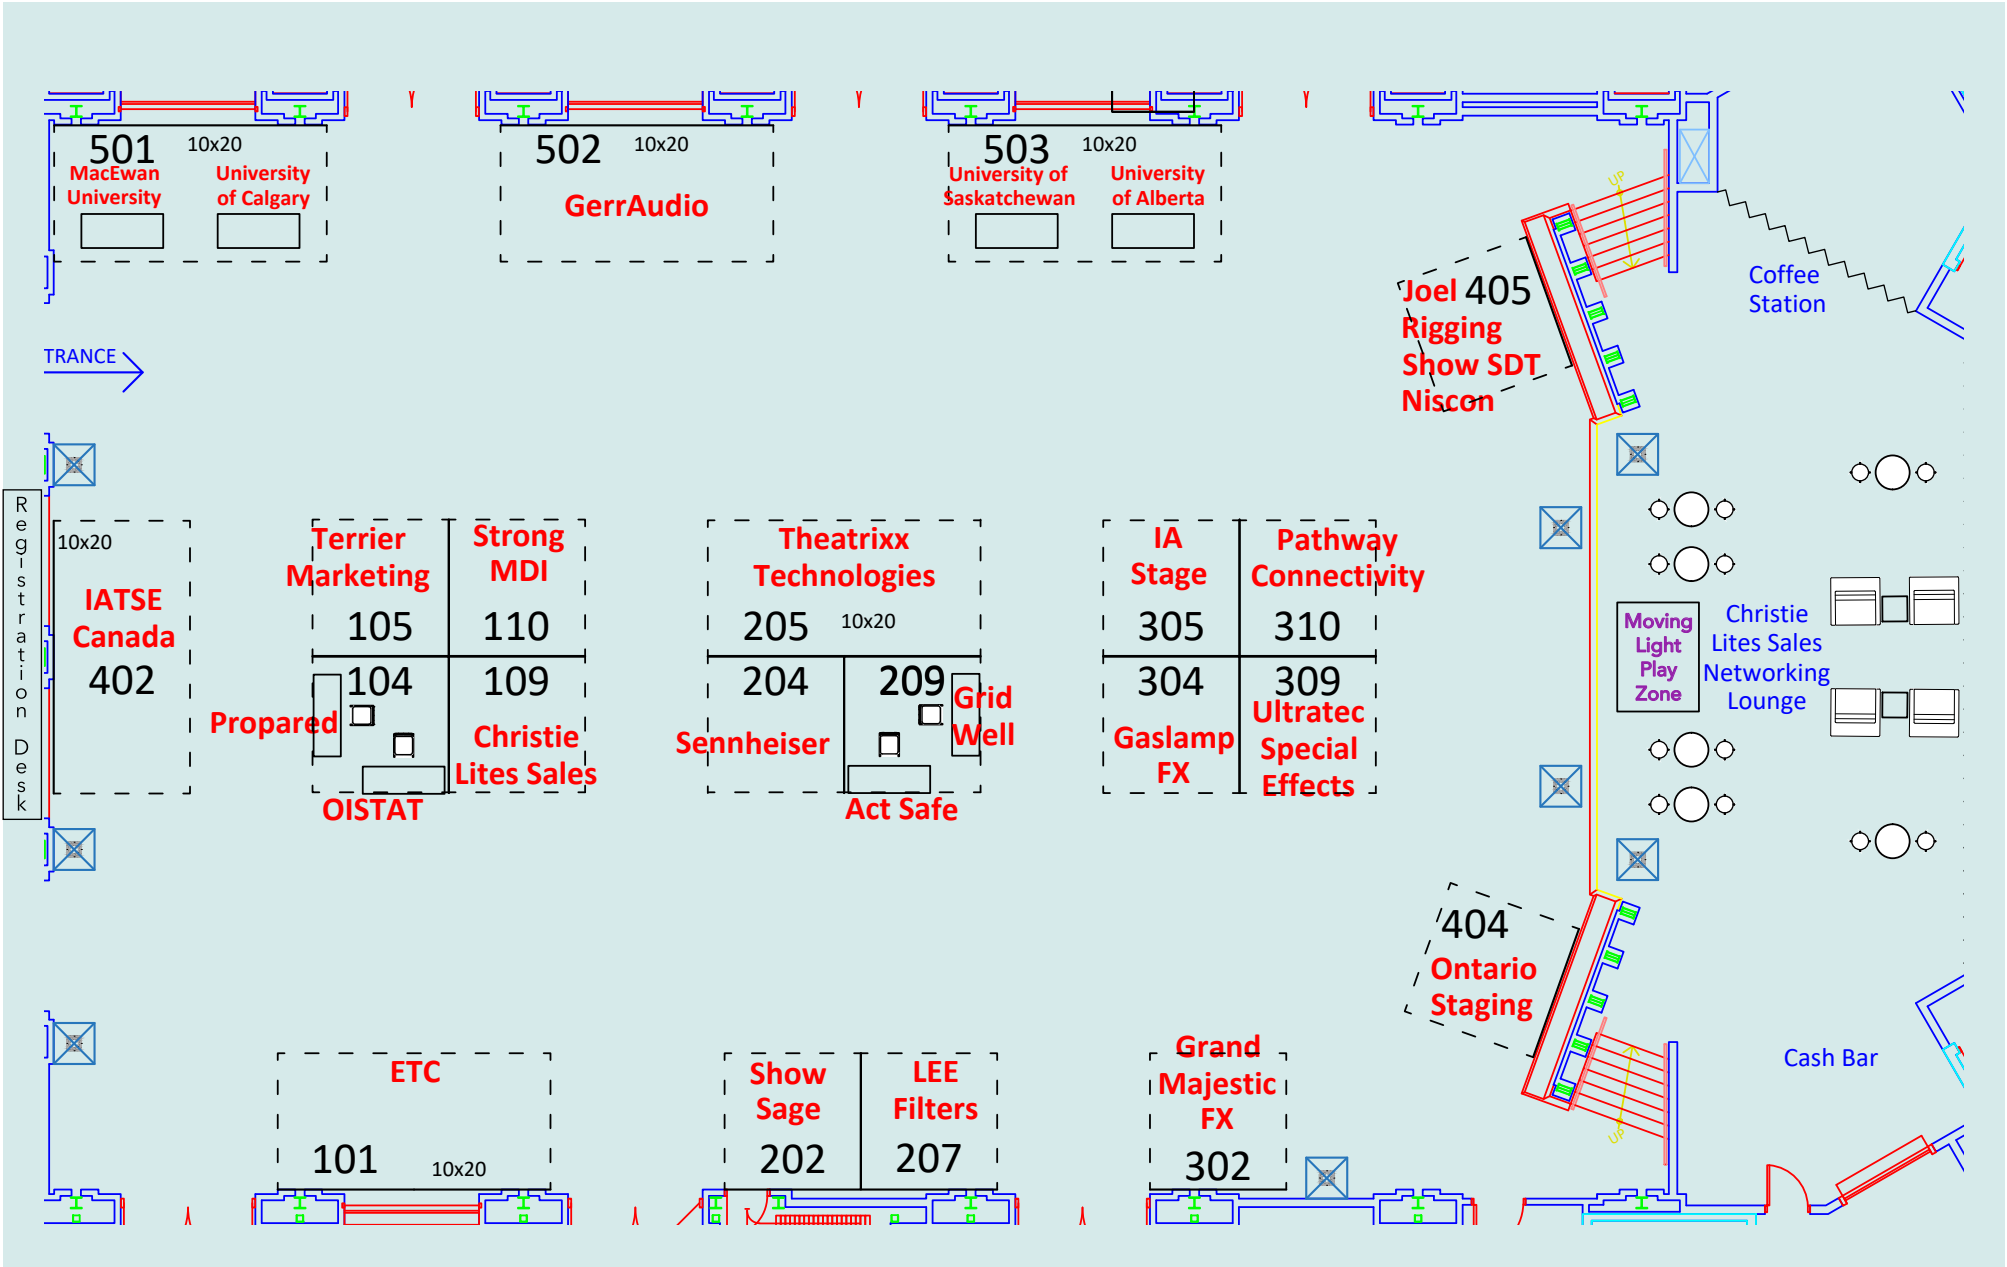 501 10x20
MacEwan
University
University
of Calgary
502 10x20
GerrAudio
503 10x20
University of
Saskatchewan
University
of Alberta
UP
Joel 405
Rigging
Show SDT
Niscon
Coffee
Station
TRANCE
Registration Desk
10x20
IATSE
Canada
402
Terrier
Marketing
105
Strong
MDI
110
104
Propared
OISTAT
109
Christie
Lites Sales
Theatrixx
Technologies
205 10x20
204
Sennheiser
209
Grid
Well
Act Safe
IA
Stage
305
Pathway
Connectivity
310
304
Gaslamp
FX
309
Ultratec
Special
Effects
Moving
Light
Play
Zone
Christie
Lites Sales
Networking
Lounge
404
Ontario
Staging
UP
Cash Bar
ETC
101 10x20
Show
Sage
202
LEE
Filters
207
Grand
Majestic
FX
302